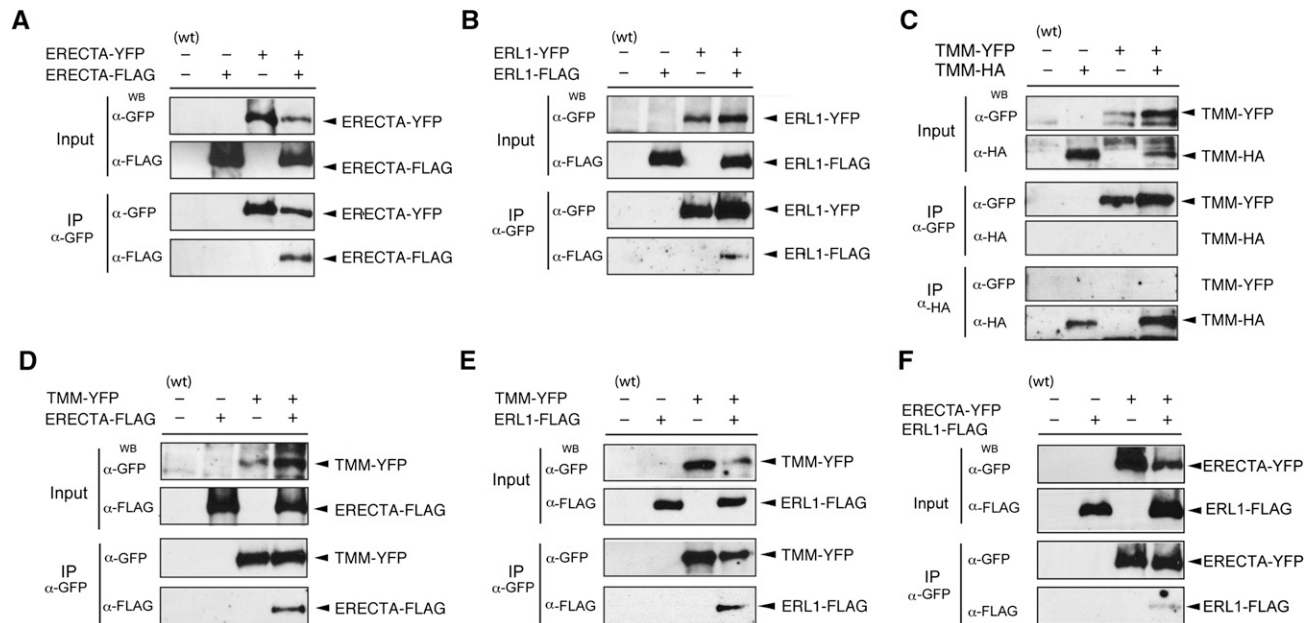 A
(wt)
ERECTA-YFP – – + +
ERECTA-FLAG – + – +
WB
Input
α-GFP ERECTA-YFP
α-FLAG ERECTA-FLAG
IP
α-GFP
α-GFP ERECTA-YFP
α-FLAG ERECTA-FLAG
B
(wt)
ERL1-YFP – – + +
ERL1-FLAG – + – +
WB
Input
α-GFP ERL1-YFP
α-FLAG ERL1-FLAG
IP
α-GFP
α-GFP ERL1-YFP
α-FLAG ERL1-FLAG
C
(wt)
TMM-YFP – – + +
TMM-HA – + – +
WB
Input
α-GFP TMM-YFP
α-HA TMM-HA
IP
α-GFP
α-GFP TMM-YFP
α-HA TMM-HA
IP
α-HA
α-GFP TMM-YFP
α-HA TMM-HA
D
(wt)
TMM-YFP – – + +
ERECTA-FLAG – + – +
WB
Input
α-GFP TMM-YFP
α-FLAG ERECTA-FLAG
IP
α-GFP
α-GFP TMM-YFP
α-FLAG ERECTA-FLAG
E
(wt)
TMM-YFP – – + +
ERL1-FLAG – + – +
WB
Input
α-GFP TMM-YFP
α-FLAG ERL1-FLAG
IP
α-GFP
α-GFP TMM-YFP
α-FLAG ERL1-FLAG
F
(wt)
ERECTA-YFP – – + +
ERL1-FLAG – + – +
WB
Input
α-GFP ERECTA-YFP
α-FLAG ERL1-FLAG
IP
α-GFP
α-GFP ERECTA-YFP
α-FLAG ERL1-FLAG